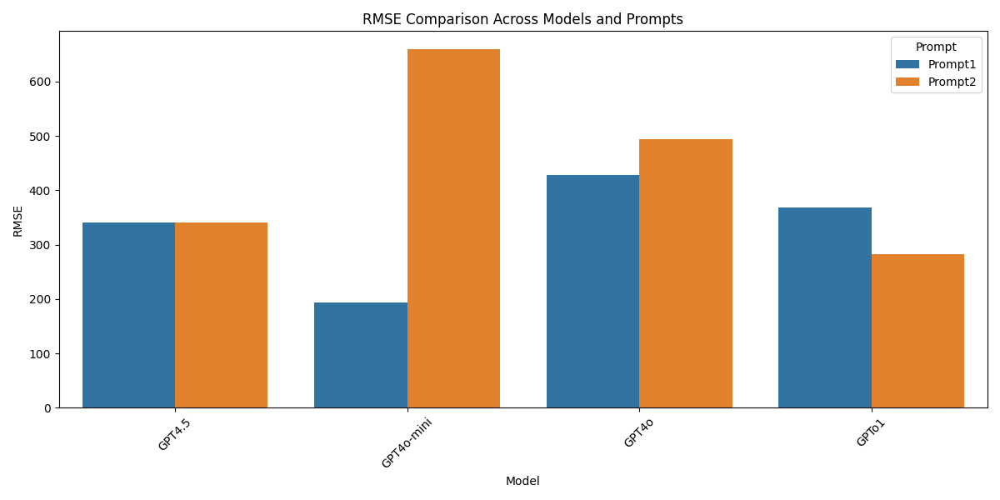 RMSE Comparison Across Models and Prompts
Prompt
Prompt1
Prompt2
600
500
400
300
200
100
0
RMSE
GPT4.5
GPT4o-mini
GPT4o
GPTo1
Model